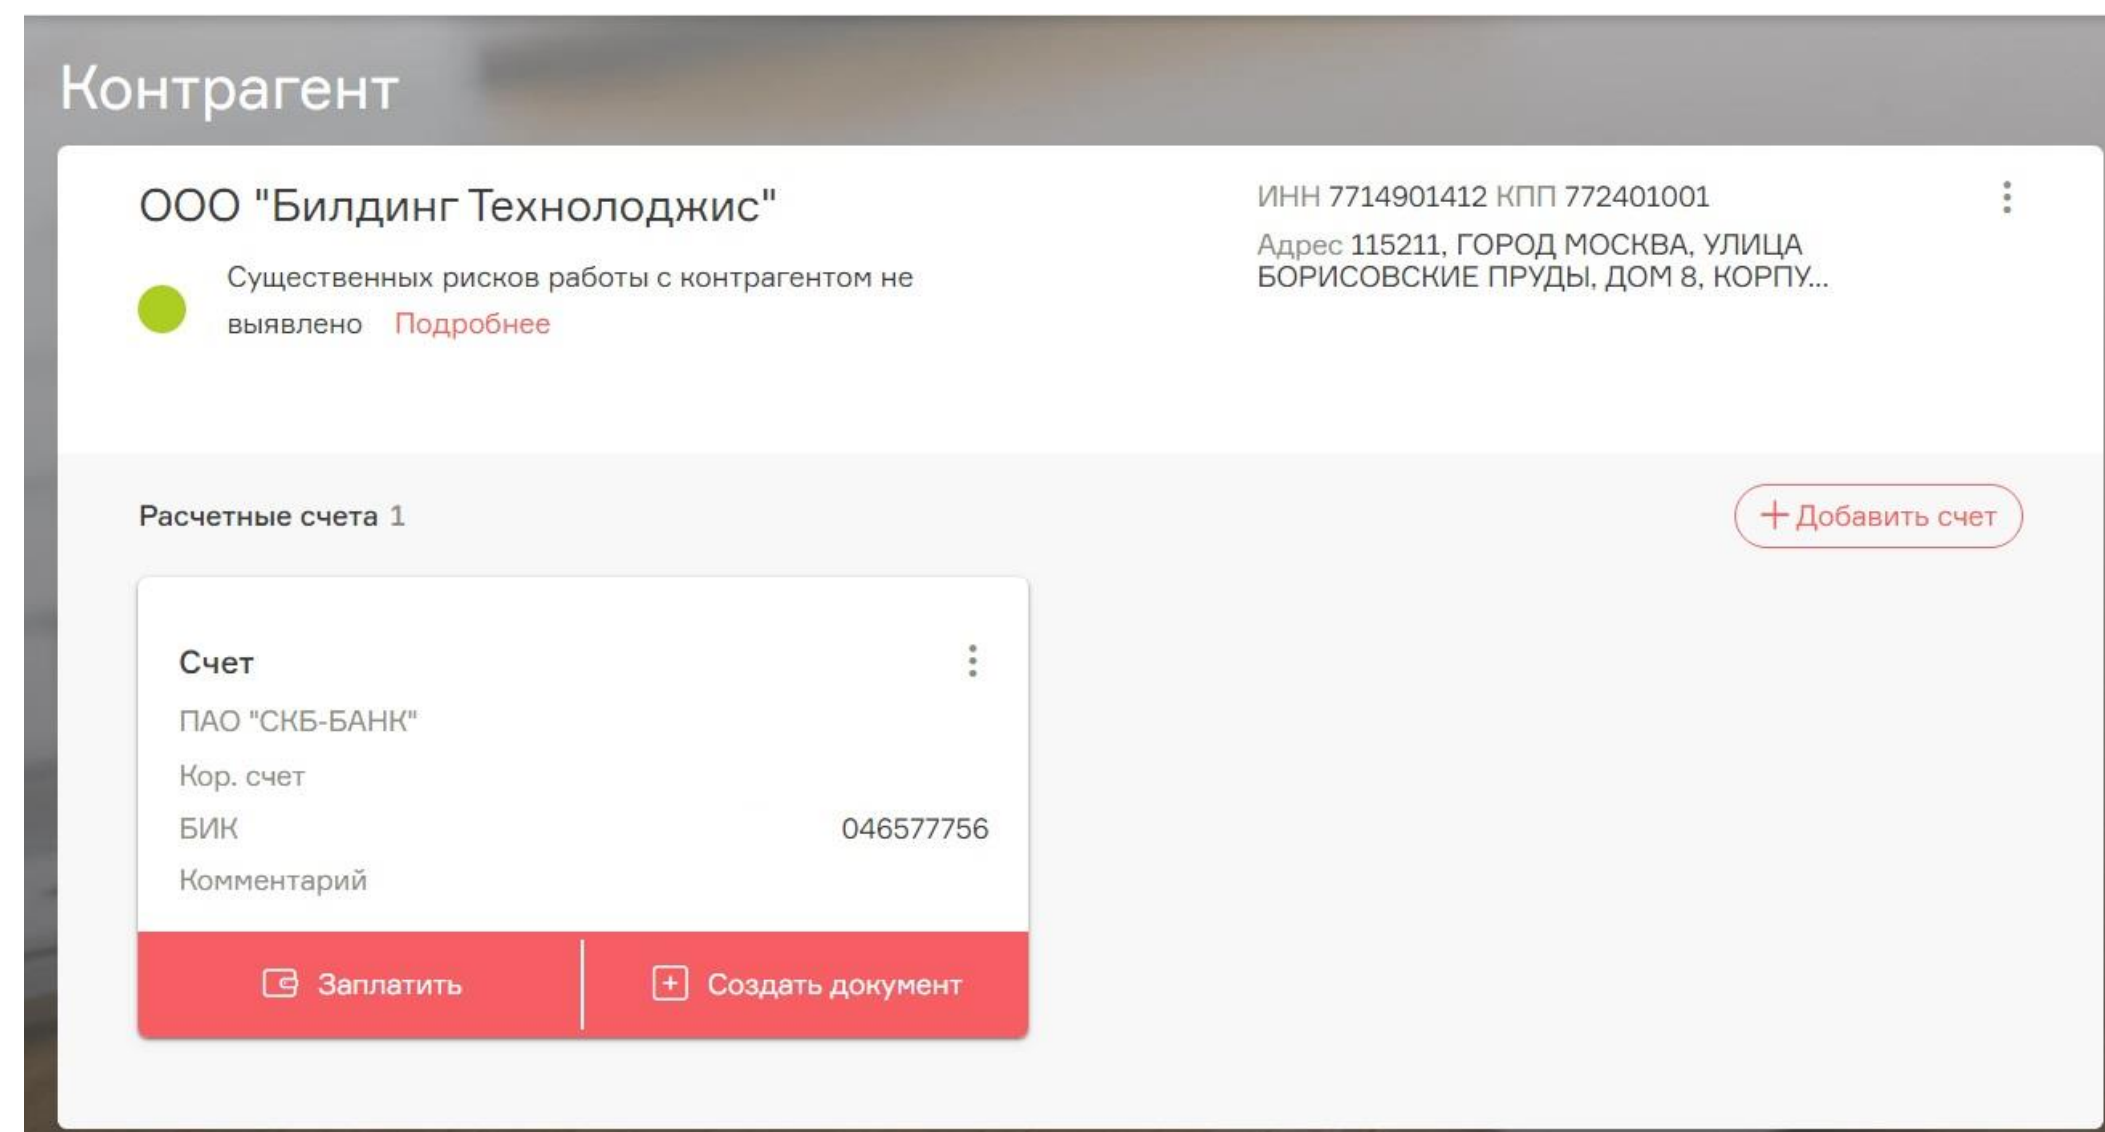 Контрагент
ООО "Билдинг Технолоджис"
Существенных рисков работы с контрагентом не
выявлено Подробнее
ИНН 7714901412 КПП 772401001
Адрес 115211, ГОРОД МОСКВА, УЛИЦА
БОРИСОВСКИЕ ПРУДЫ, ДОМ 8, КОРПУ...
Расчетные счета 1
Добавить счет
Счет
ПАО "СКБ-БАНК"
Кор. счет
БИК 046577756
Комментарий
Заплатить
Создать документ